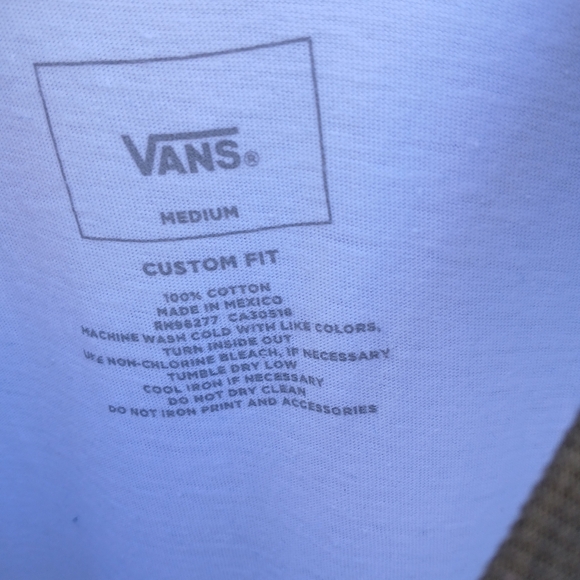 VANS®
MEDIUM
CUSTOM FIT
100% COTTON
MADE IN MEXICO
RN96277 CA30516
MACHINE WASH COLD WITH LIKE COLORS,
TURN INSIDE OUT
USE NON-CHLORINE BLEACH, IF NECESSARY
TUMBLE DRY LOW
COOL IRON IF NECESSARY
DO NOT DRY CLEAN
DO NOT IRON PRINT AND ACCESSORIES